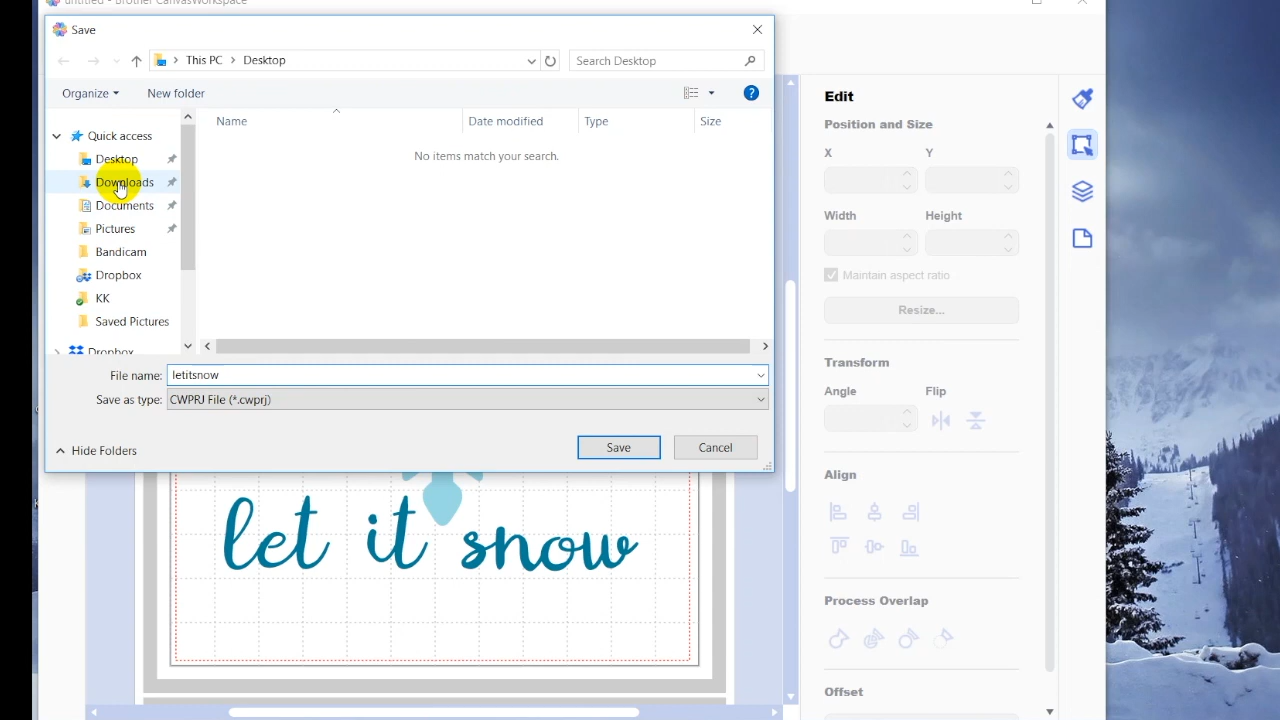 untitled - Brother CanvasWorkspace
Save
This PC > Desktop
Search Desktop
Organize
New folder
?
Name
Date modified
Type
Size
Quick access
No items match your search.
Desktop
Downloads
Documents
Pictures
Bandicam
Dropbox
KK
Saved Pictures
Dropbox
File name: letitsnow
Save as type: CWPRJ File (*.cwprj)
Hide Folders
Save
Cancel
let it snow
Edit
Position and Size
X
Y
Width
Height
Maintain aspect ratio
Resize...
Transform
Angle
Flip
Align
Process Overlap
Offset